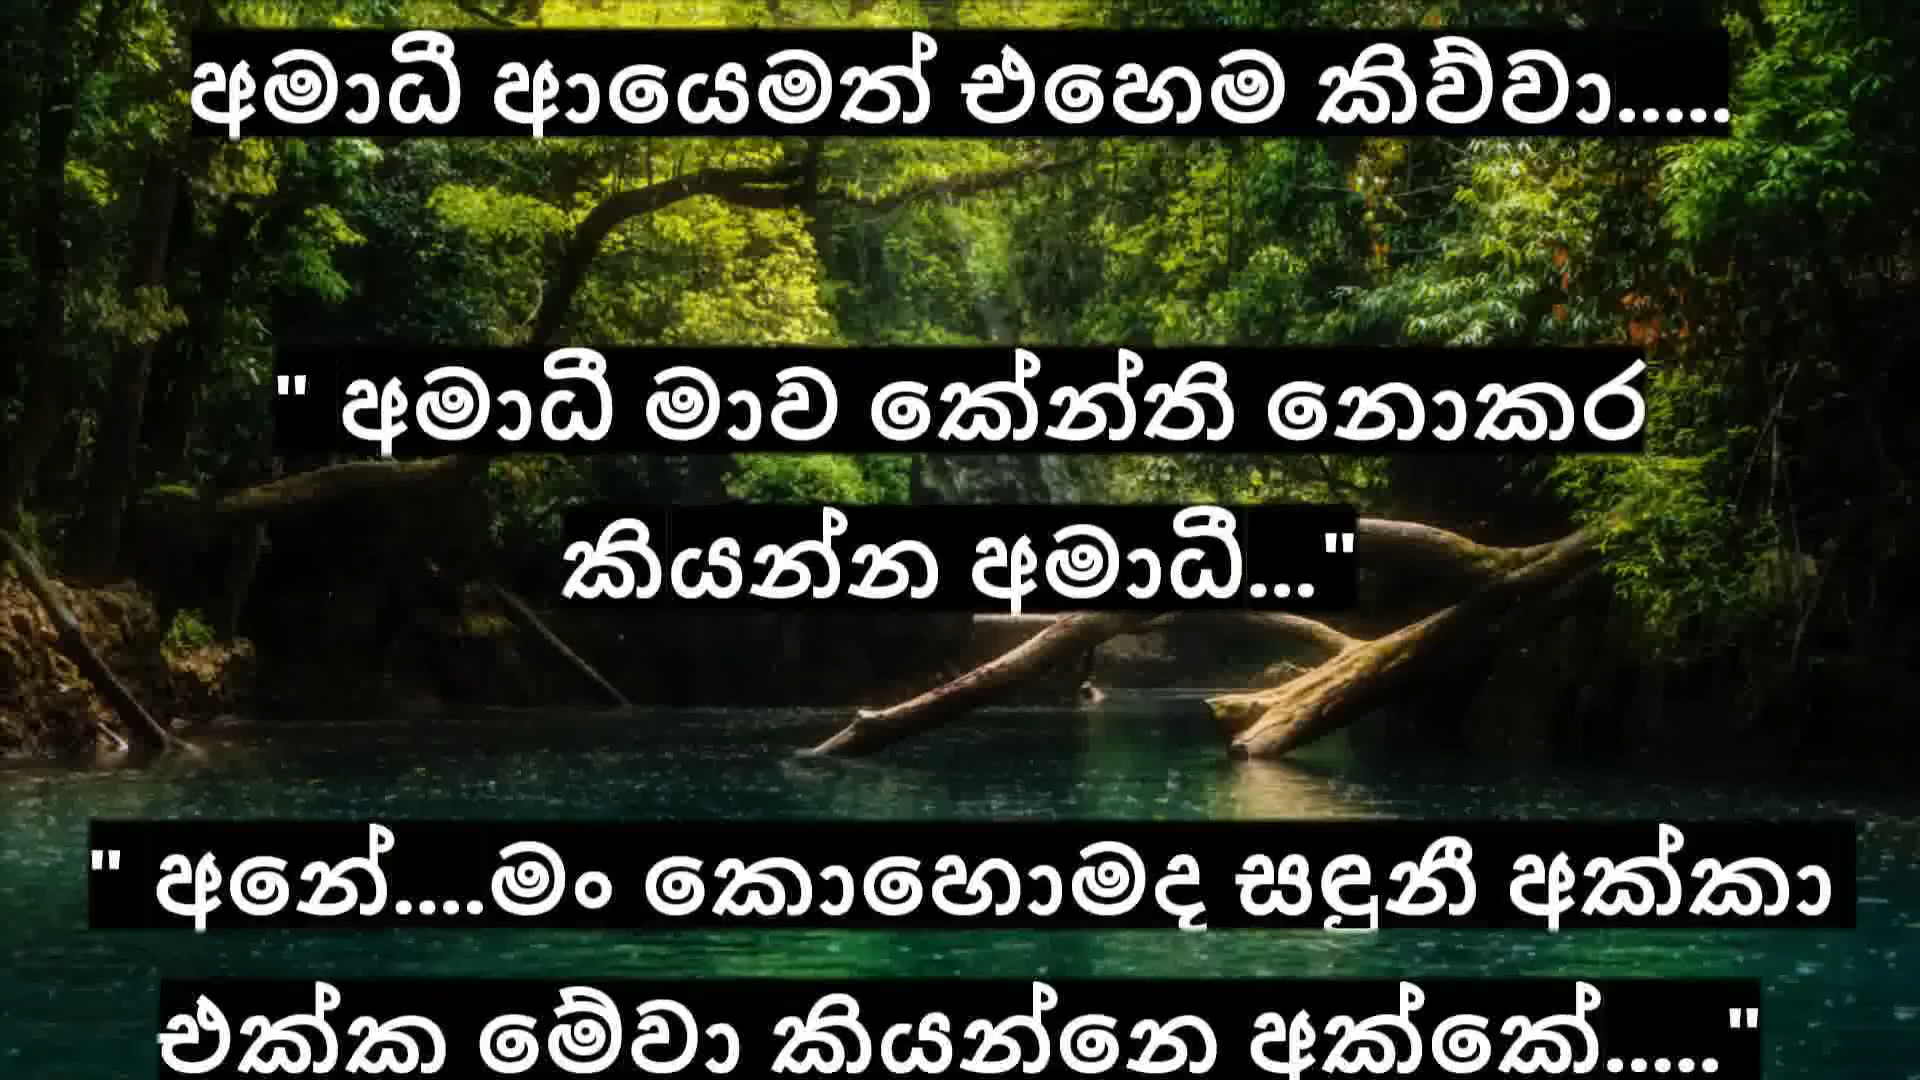 අමාධී ආයෙමත් එහෙම කිව්වා.....
" අමාධී මාව කේන්ති නොකර
කියන්න අමාධී..."
" අනේ....මං කොහොමද සඳුනී අක්කා
එක්ක මේවා කියන්නෙ අක්කේ....."